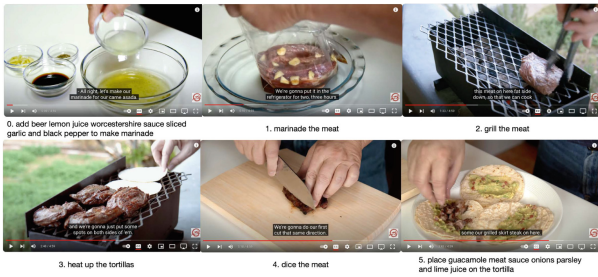 - All right, let's make our
marinade for our carne asada.
We're gonna put it in the
refrigerator for two, three hours.
this meat on here fat side
down, so that we can cook
0. add beer lemon juice worcestershire sauce sliced
garlic and black pepper to make marinade
1. marinade the meat
2. grill the meat
and we're gonna just put some
spots on both sides of 'em.
We're gonna do our first
cut that same direction.
some our grilled skirt steak on here.
3. heat up the tortillas
4. dice the meat
5. place guacamole meat sauce onions parsley
and lime juice on the tortilla